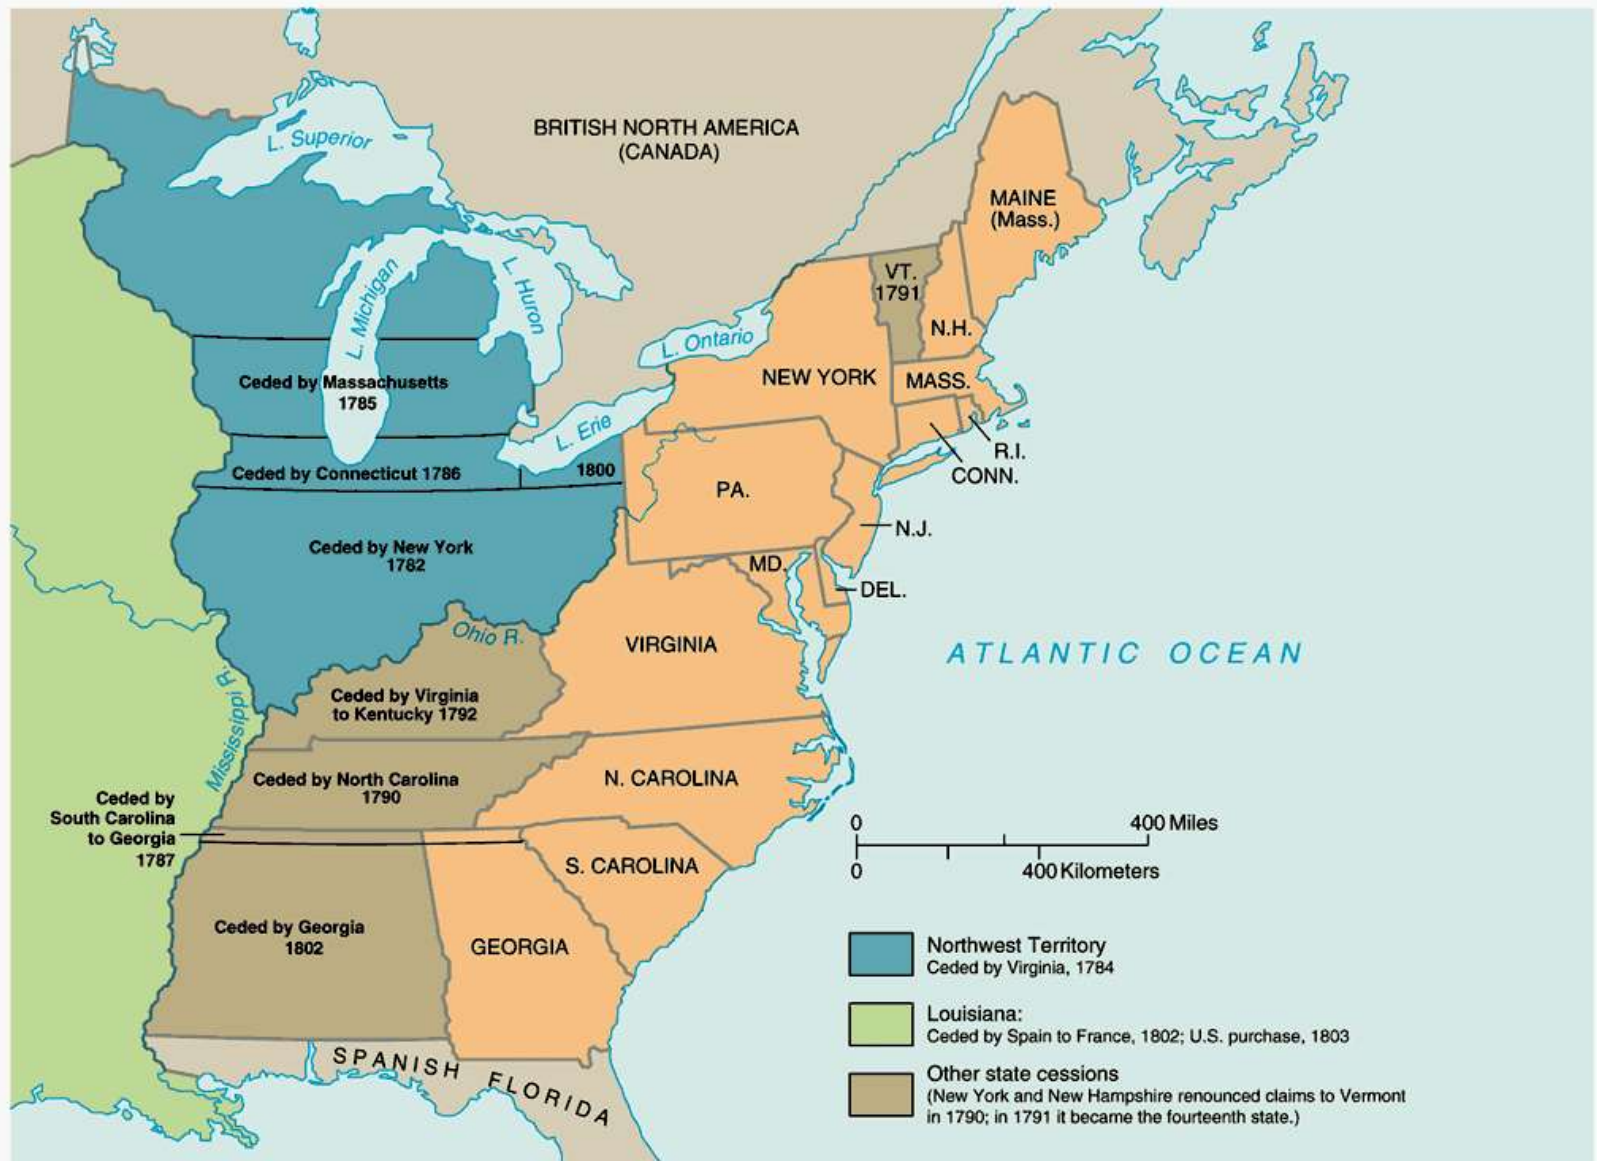 BRITISH NORTH AMERICA
(CANADA)
L. Superior
MAINE
(Mass.)
L. Michigan
L. Huron
VT.
1791
N.H.
L. Ontario
NEW YORK
MASS.
Ceded by Massachusetts
1785
L. Erie
R.I.
CONN.
Ceded by Connecticut 1786
1800
PA.
N.J.
Ceded by New York
1782
MD.
DEL.
Ohio R.
VIRGINIA
ATLANTIC OCEAN
Mississippi R.
Ceded by Virginia
to Kentucky 1792
Ceded by North Carolina
1790
N. CAROLINA
Ceded by
South Carolina
to Georgia
1787
S. CAROLINA
0
400 Miles
0
400 Kilometers
Ceded by Georgia
1802
GEORGIA
SPANISH FLORIDA
Northwest Territory
Ceded by Virginia, 1784
Louisiana:
Ceded by Spain to France, 1802; U.S. purchase, 1803
Other state cessions
(New York and New Hampshire renounced claims to Vermont
in 1790; in 1791 it became the fourteenth state.)